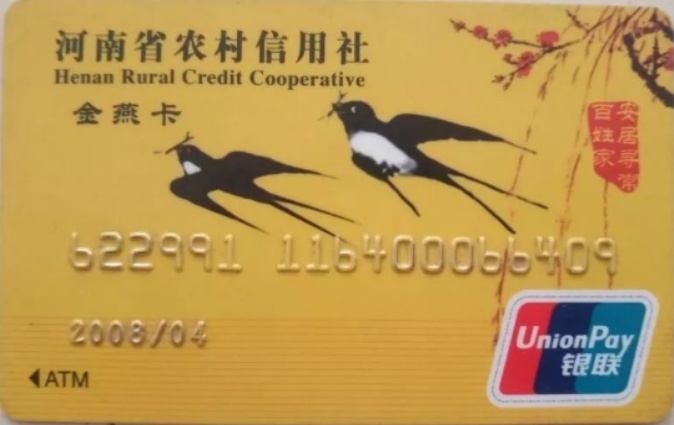 河南省农村信用社
Henan Rural Credit Cooperative
金燕卡
安居寻常
百姓家
622991 1164000066409
2008/04
ATM
UnionPay
银联